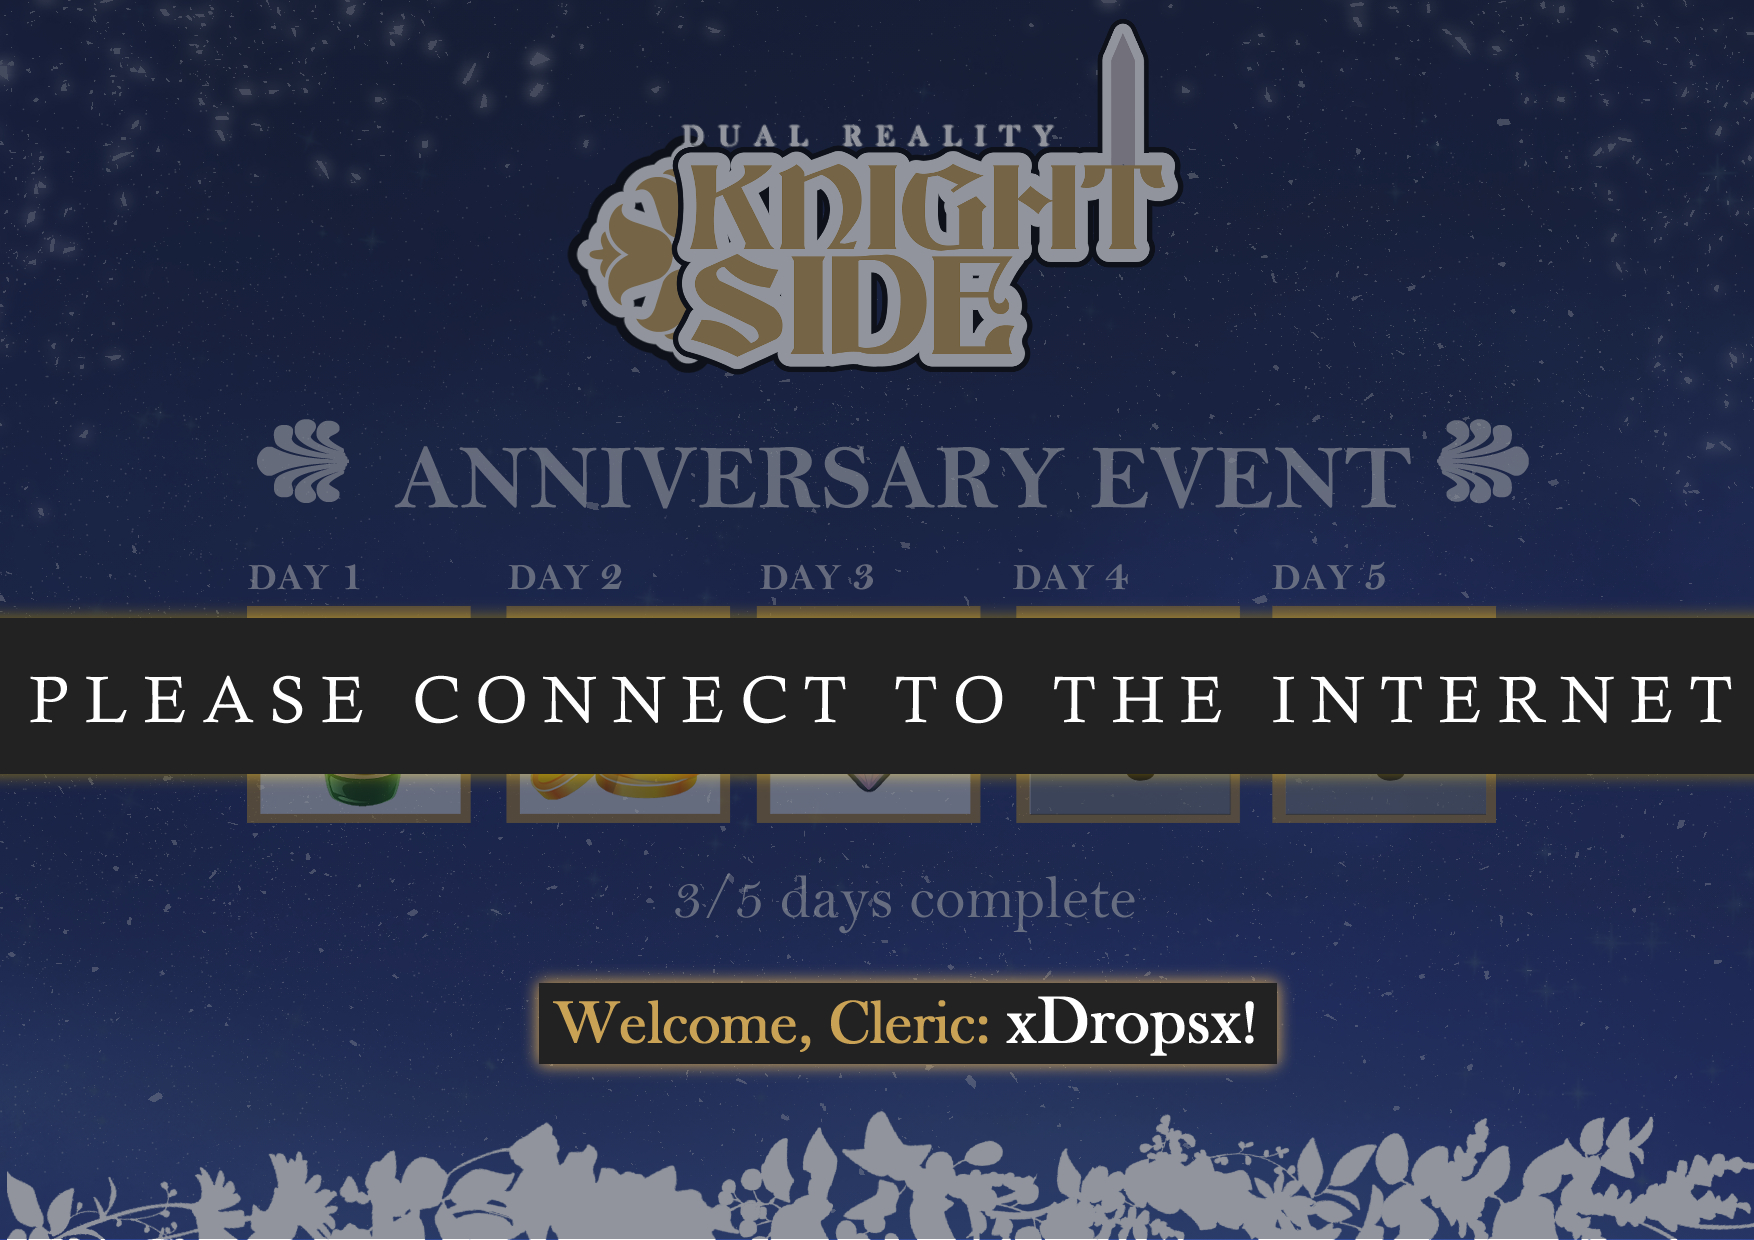 DUAL REALITY
KNIGHT
SIDE
ANNIVERSARY EVENT
DAY 1 DAY 2 DAY 3 DAY 4 DAY 5
PLEASE CONNECT TO THE INTERNET
3/5 days complete
Welcome, Cleric: xDropsx!